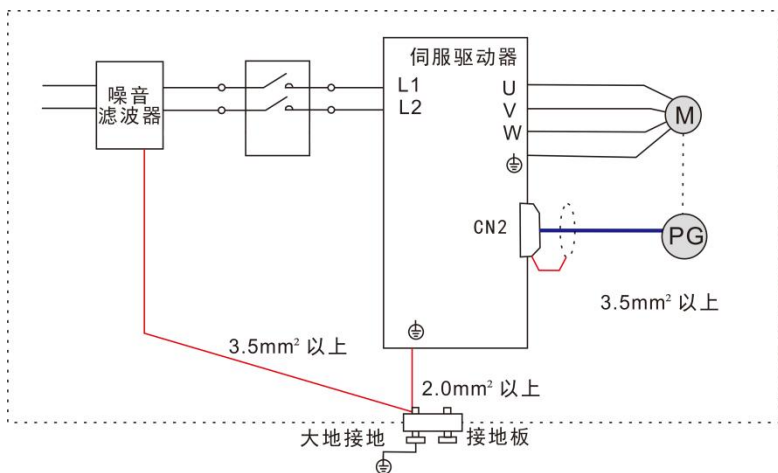 伺服驱动器
噪音
滤波器
L1
L2
U
V
W
M
CN2
PG
3.5mm² 以上
3.5mm² 以上
2.0mm² 以上
大地接地
接地板